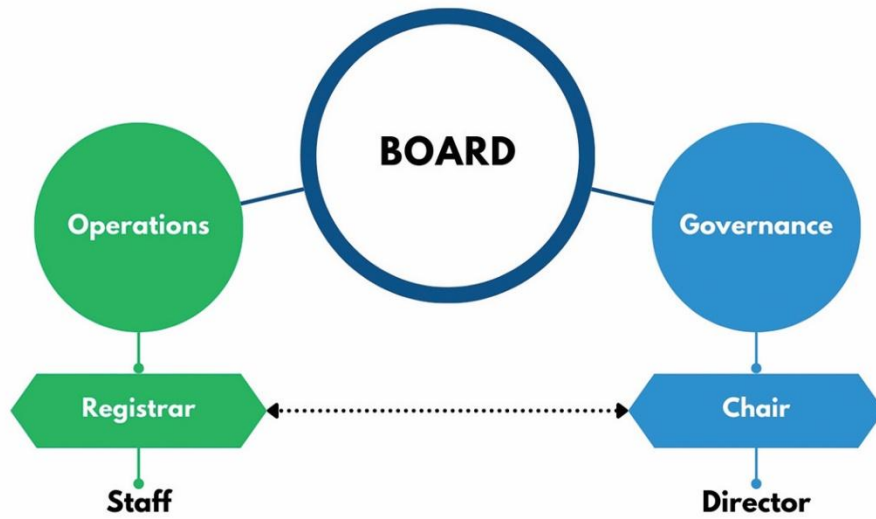 BOARD
Operations
Governance
Registrar
Chair
Staff
Director